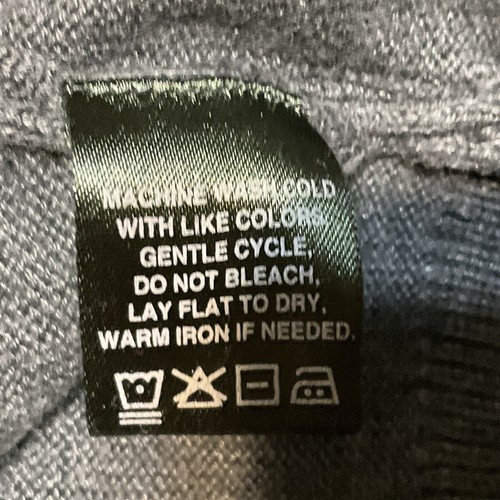 MACHINE WASH COLD
WITH LIKE COLORS.
GENTLE CYCLE.
DO NOT BLEACH.
LAY FLAT TO DRY.
WARM IRON IF NEEDED.